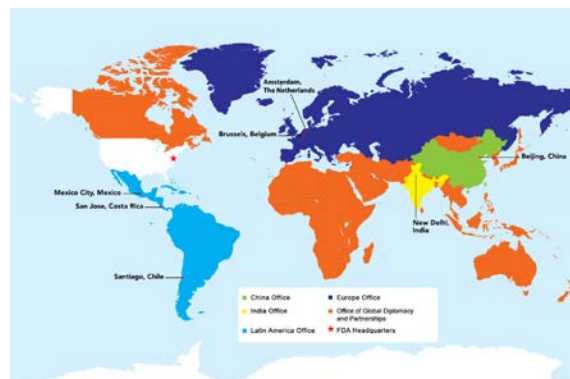 Amsterdam,
The Netherlands
Brussels, Belgium
Beijing, China
Mexico City, Mexico
San Jose, Costa Rica
New Delhi,
India
Santiago, Chile
China Office
Europe Office
India Office
Office of Global Diplomacy
and Partnerships
Latin America Office
FDA Headquarters